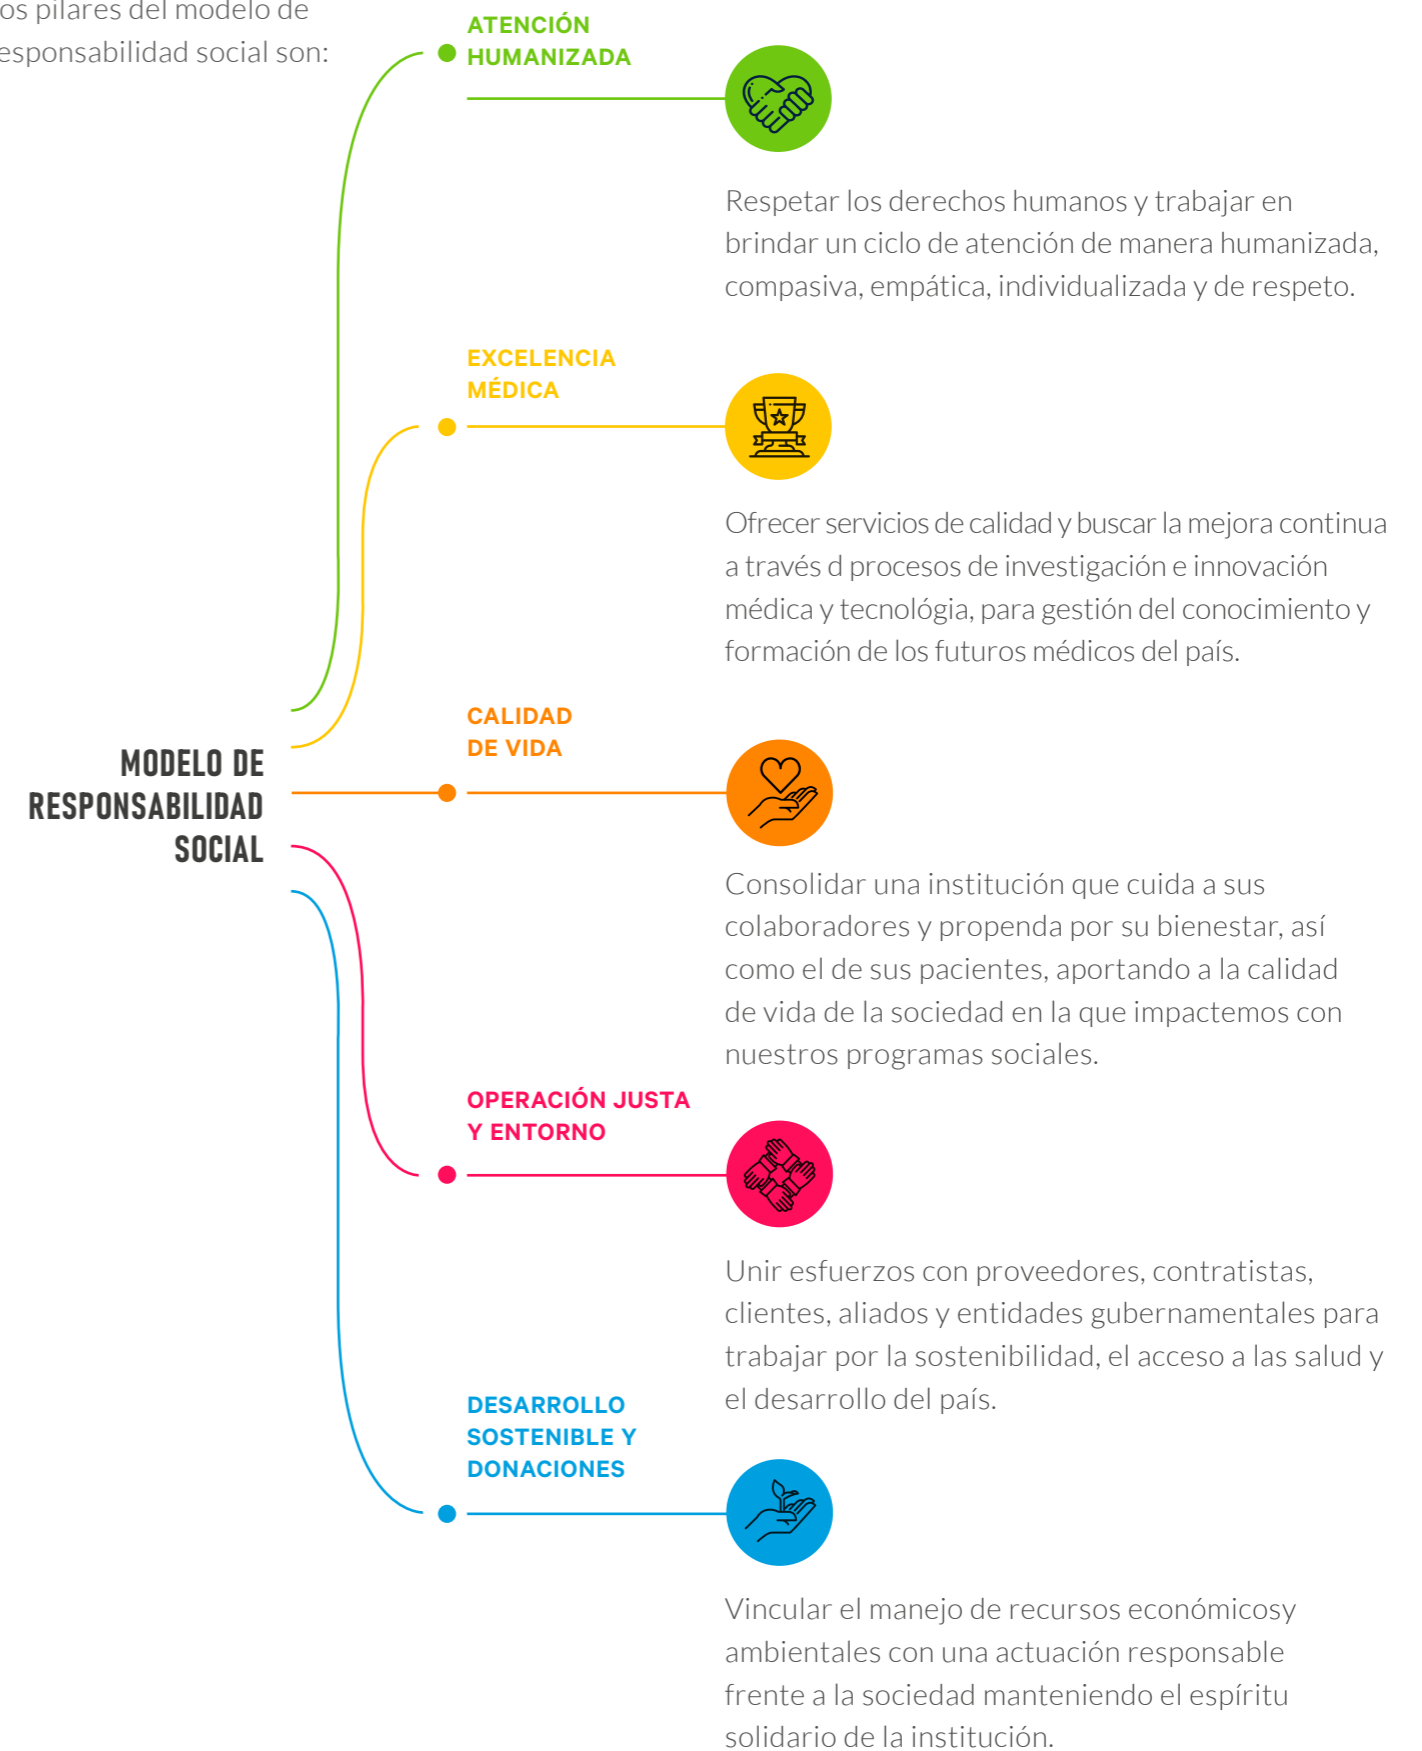 os pilares del modelo de
esponsabilidad social son:
MODELO DE
RESPONSABILIDAD
SOCIAL
ATENCIÓN
HUMANIZADA
Respetar los derechos humanos y trabajar en
brindar un ciclo de atención de manera humanizada,
compasiva, empática, individualizada y de respeto.
EXCELENCIA
MÉDICA
Ofrecer servicios de calidad y buscar la mejora continua
a través d procesos de investigación e innovación
médica y tecnológia, para gestión del conocimiento y
formación de los futuros médicos del país.
CALIDAD
DE VIDA
Consolidar una institución que cuida a sus
colaboradores y propenda por su bienestar, así
como el de sus pacientes, aportando a la calidad
de vida de la sociedad en la que impactemos con
nuestros programas sociales.
OPERACIÓN JUSTA
Y ENTORNO
Unir esfuerzos con proveedores, contratistas,
clientes, aliados y entidades gubernamentales para
trabajar por la sostenibilidad, el acceso a las salud y
el desarrollo del país.
DESARROLLO
SOSTENIBLE Y
DONACIONES
Vincular el manejo de recursos económicosy
ambientales con una actuación responsable
frente a la sociedad manteniendo el espíritu
solidario de la institución.